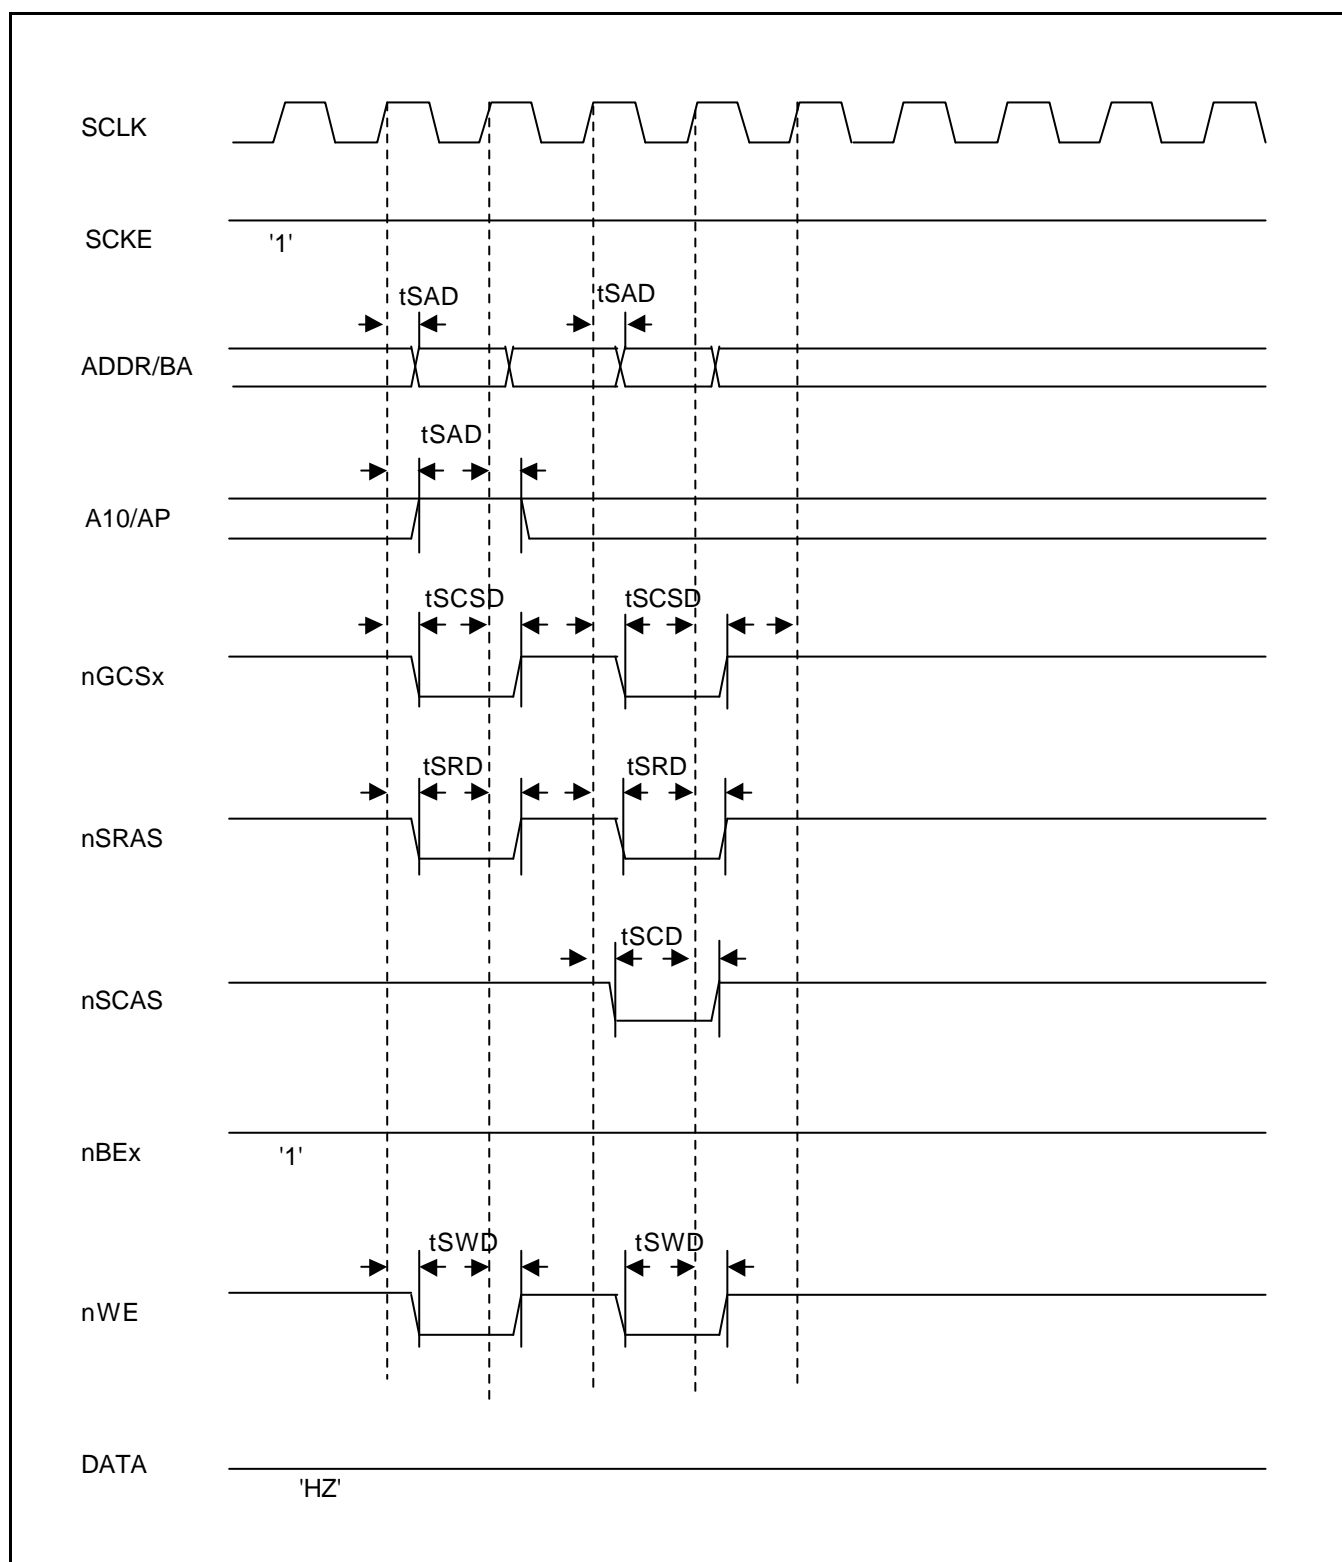 SCLK
SCKE
'1'
tSAD
tSAD
ADDR/BA
tSAD
A10/AP
tSCSD
tSCSD
nGCSx
tSRD
tSRD
nSRAS
tSCD
nSCAS
nBEx
'1'
tSWD
tSWD
nWE
DATA
'HZ'